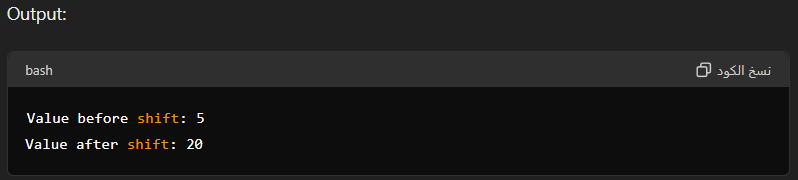 Output:
bash
نسخ الكود
Value before shift: 5
Value after shift: 20